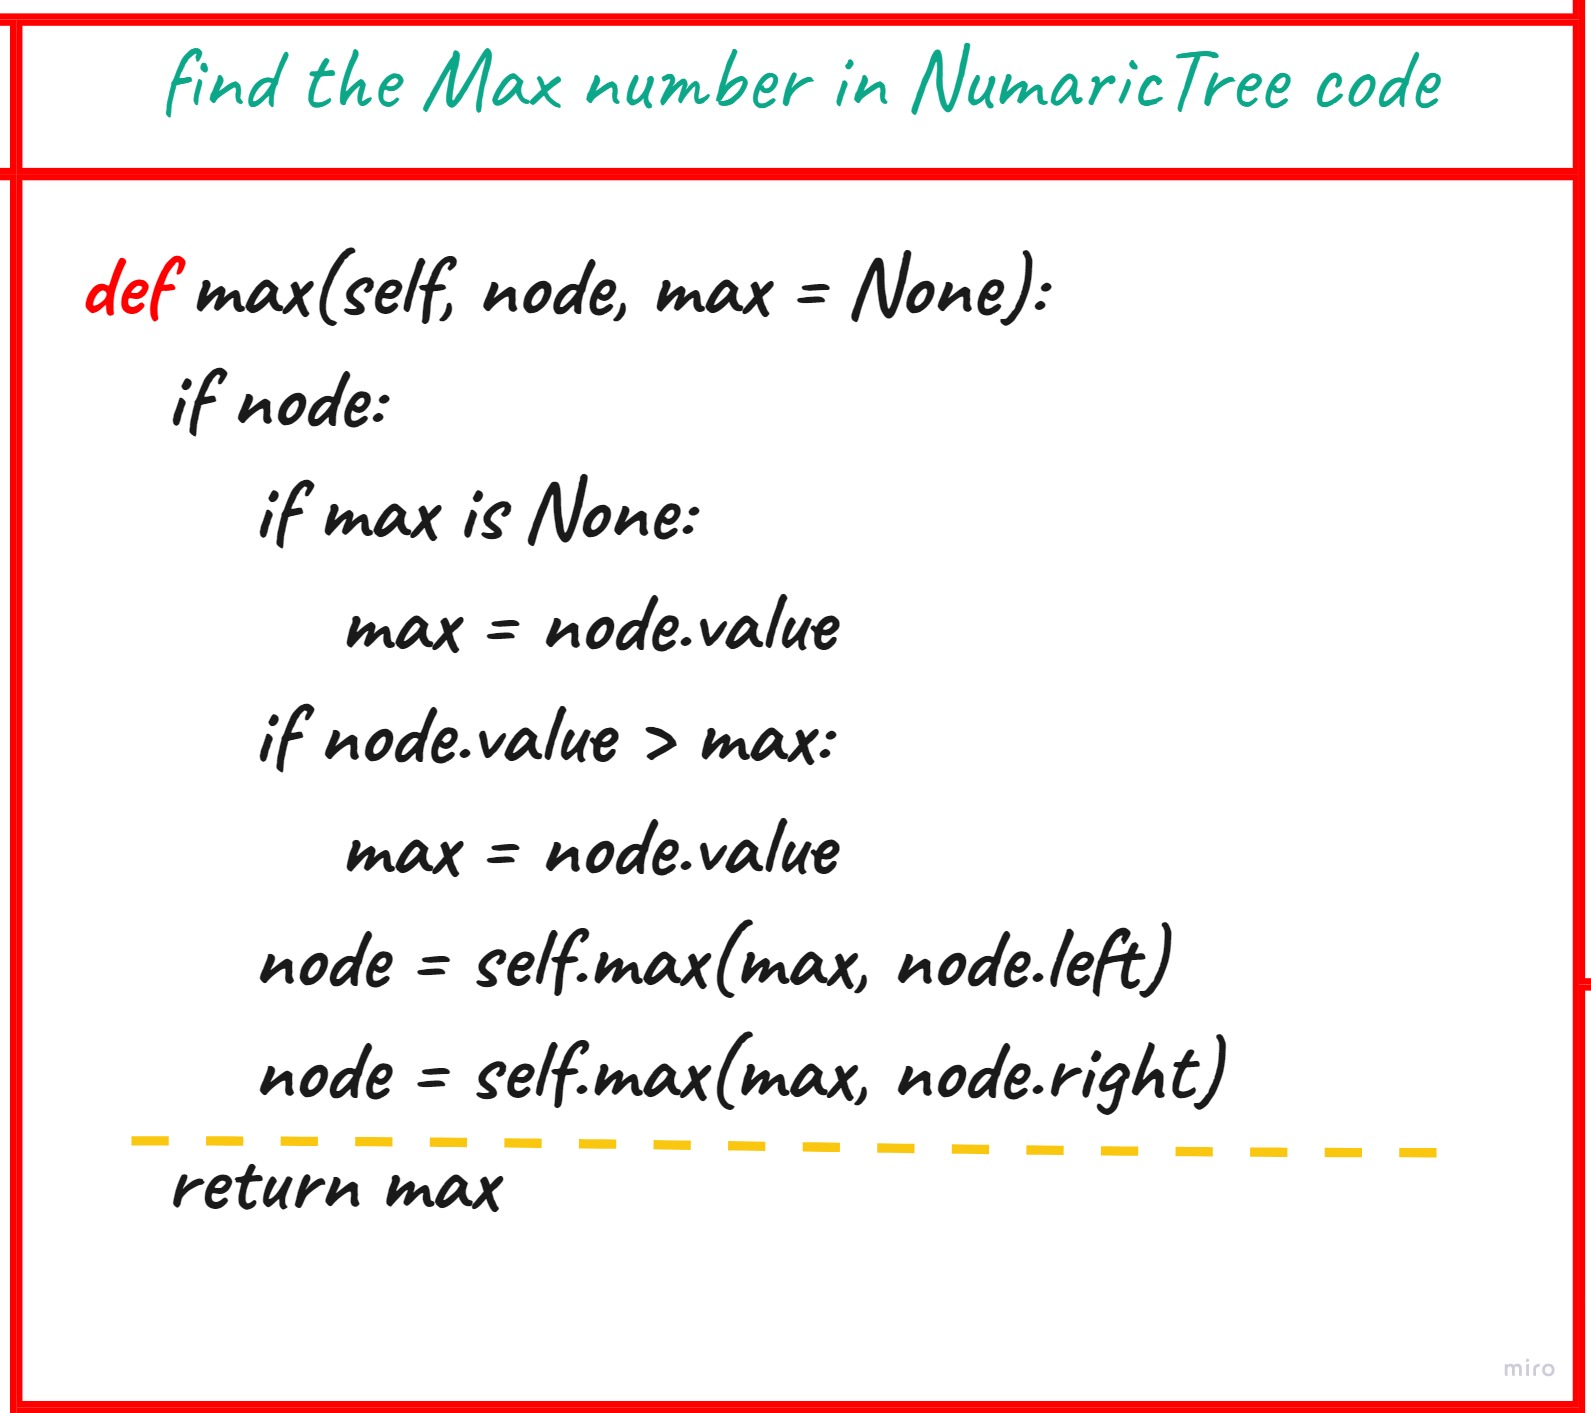 find the Max number in NumaricTree code
def max(self, node, max = None):
if node:
if max is None:
max = node.value
if node.value > max:
max = node.value
node = self.max(max, node.left)
node = self.max(max, node.right)
return max
miro